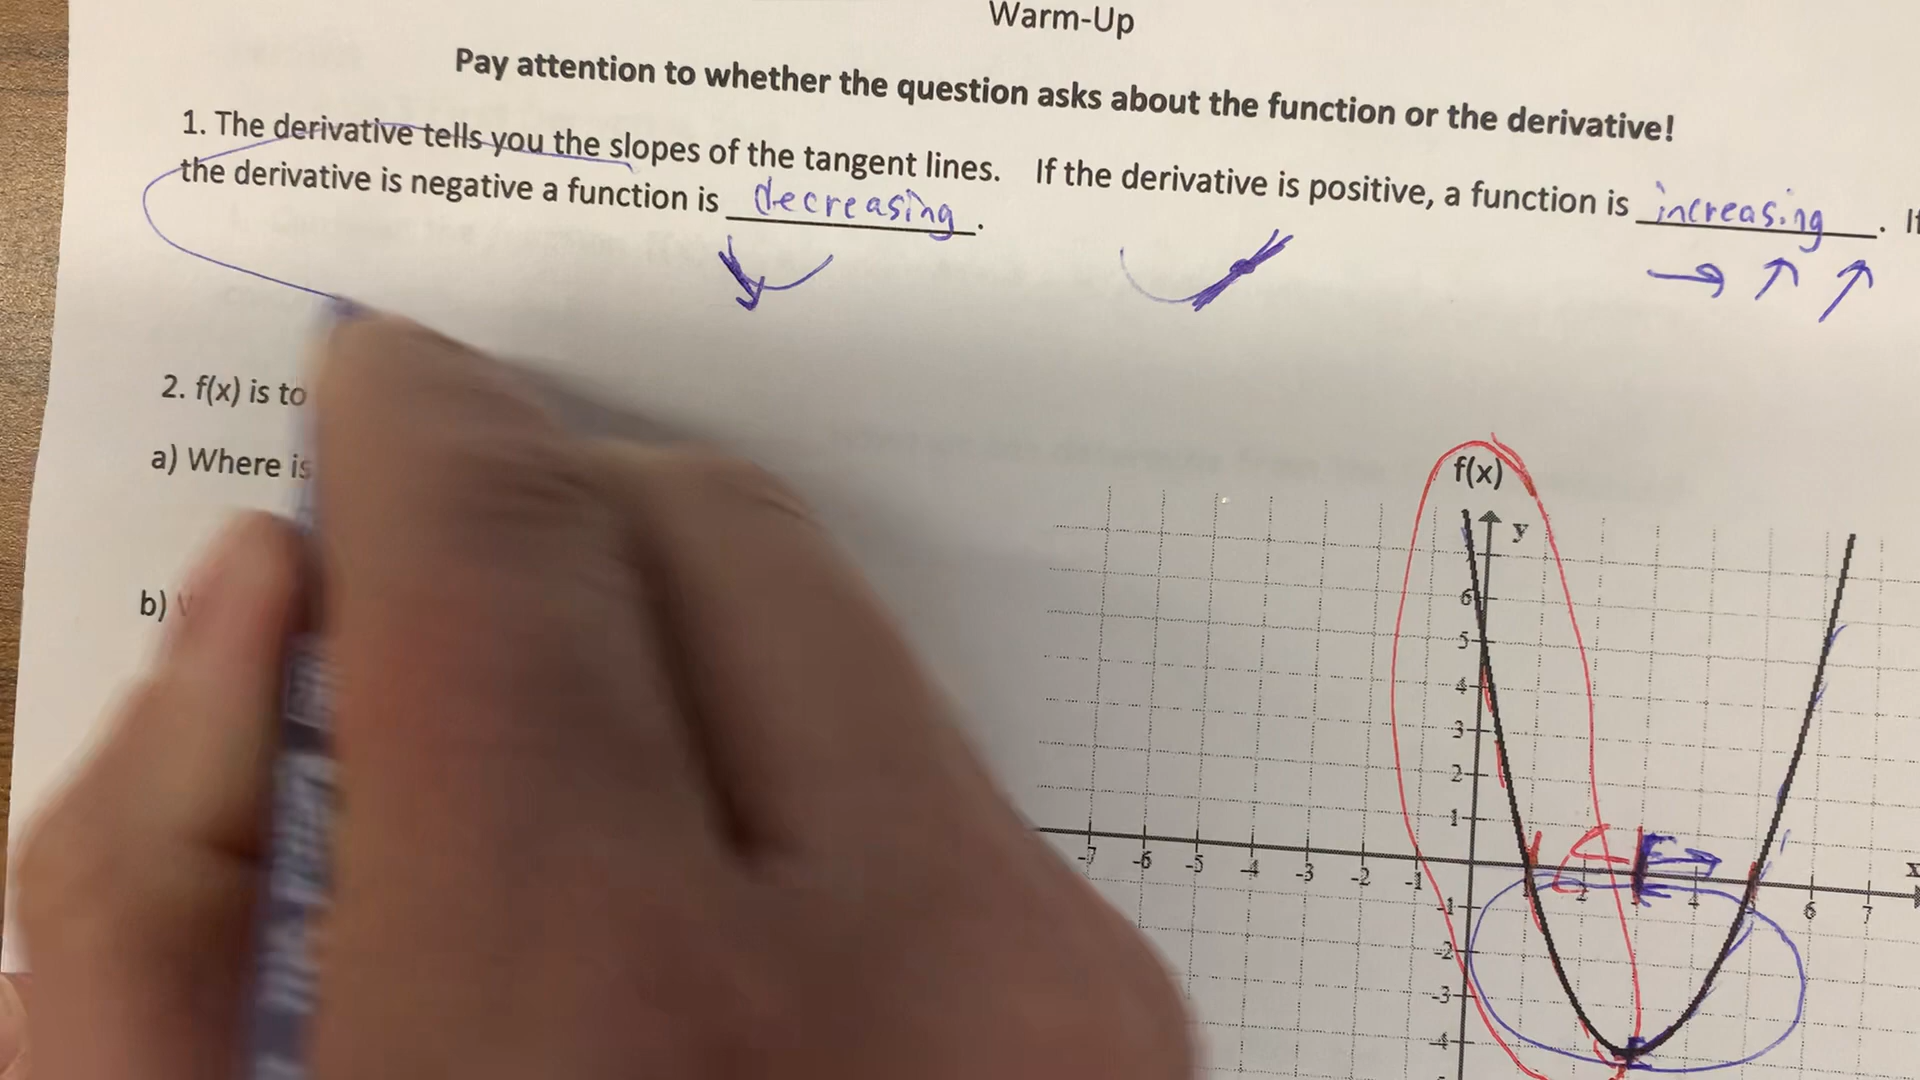 Warm-Up
Pay attention to whether the question asks about the function or the derivative!
1. The derivative tells you the slopes of the tangent lines. If the derivative is positive, a function is increasing. If
the derivative is negative a function is decreasing.
2. f(x) is to
a) Where is
b)
f(x)
y
6
5
4
3
2
1
-7 -6 -5 -4 -3 -2 -1 2 4 6 7
x
-1
-2
-3
-4